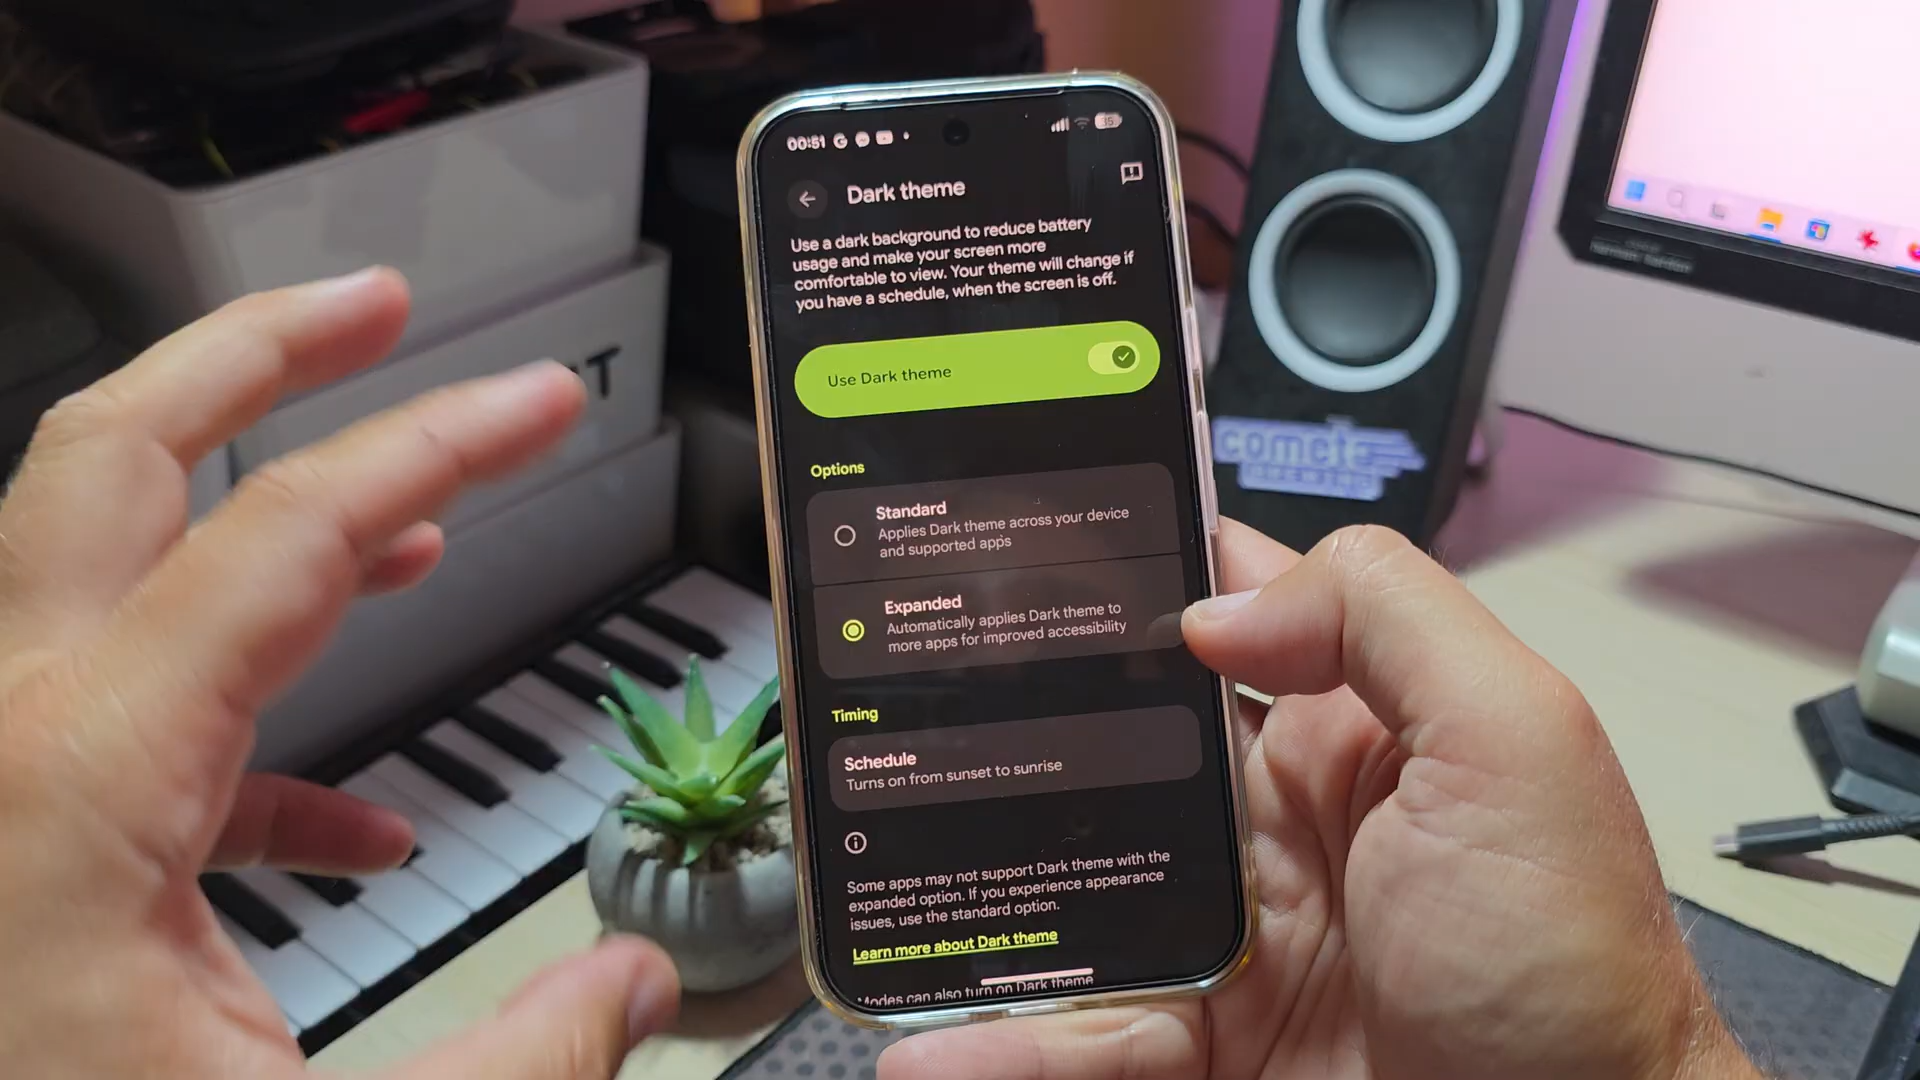 00:51
35
Dark theme
Use a dark background to reduce battery
usage and make your screen more
comfortable to view. Your theme will change if
you have a schedule, when the screen is off.
Use Dark theme
Options
Standard
Applies Dark theme across your device
and supported apps
Expanded
Automatically applies Dark theme to
more apps for improved accessibility
Timing
Schedule
Turns on from sunset to sunrise
Some apps may not support Dark theme with the
expanded option. If you experience appearance
issues, use the standard option.
Learn more about Dark theme
Modes can also turn on Dark theme
T
comete
harman kardon